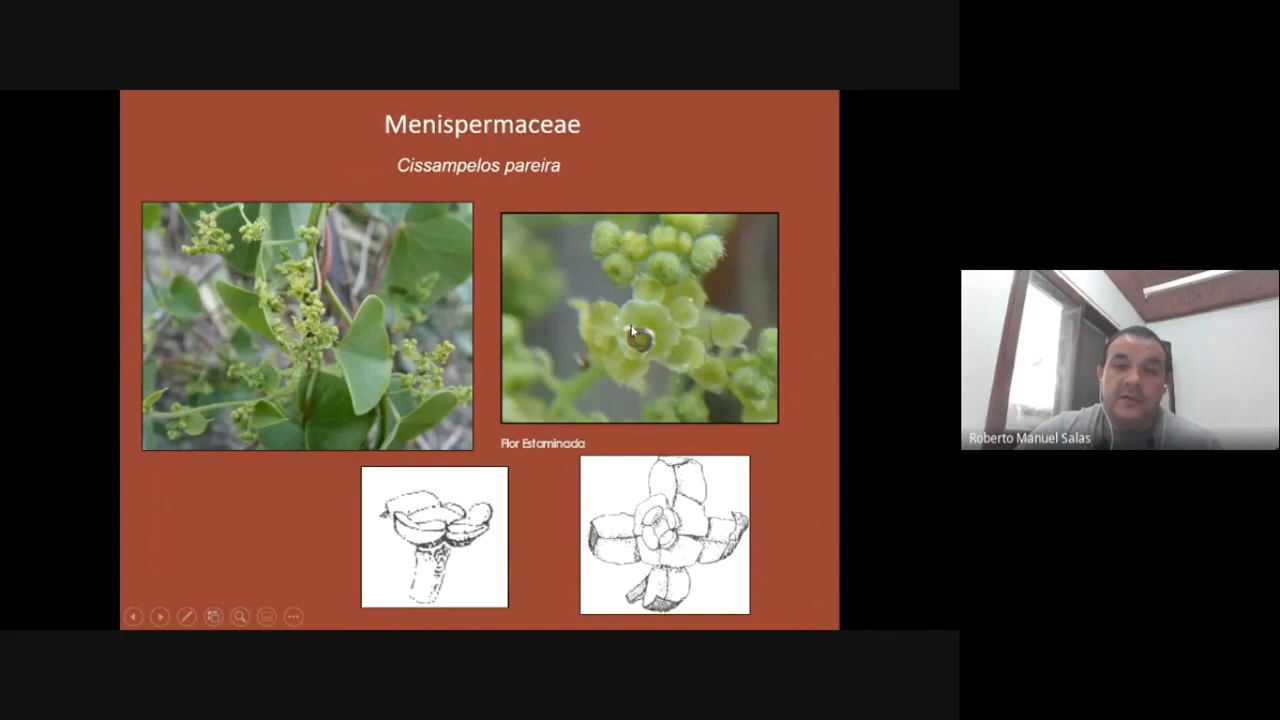 Menispermaceae
Cissampelos pareira
Flor Estaminada
Roberto Manuel Salas